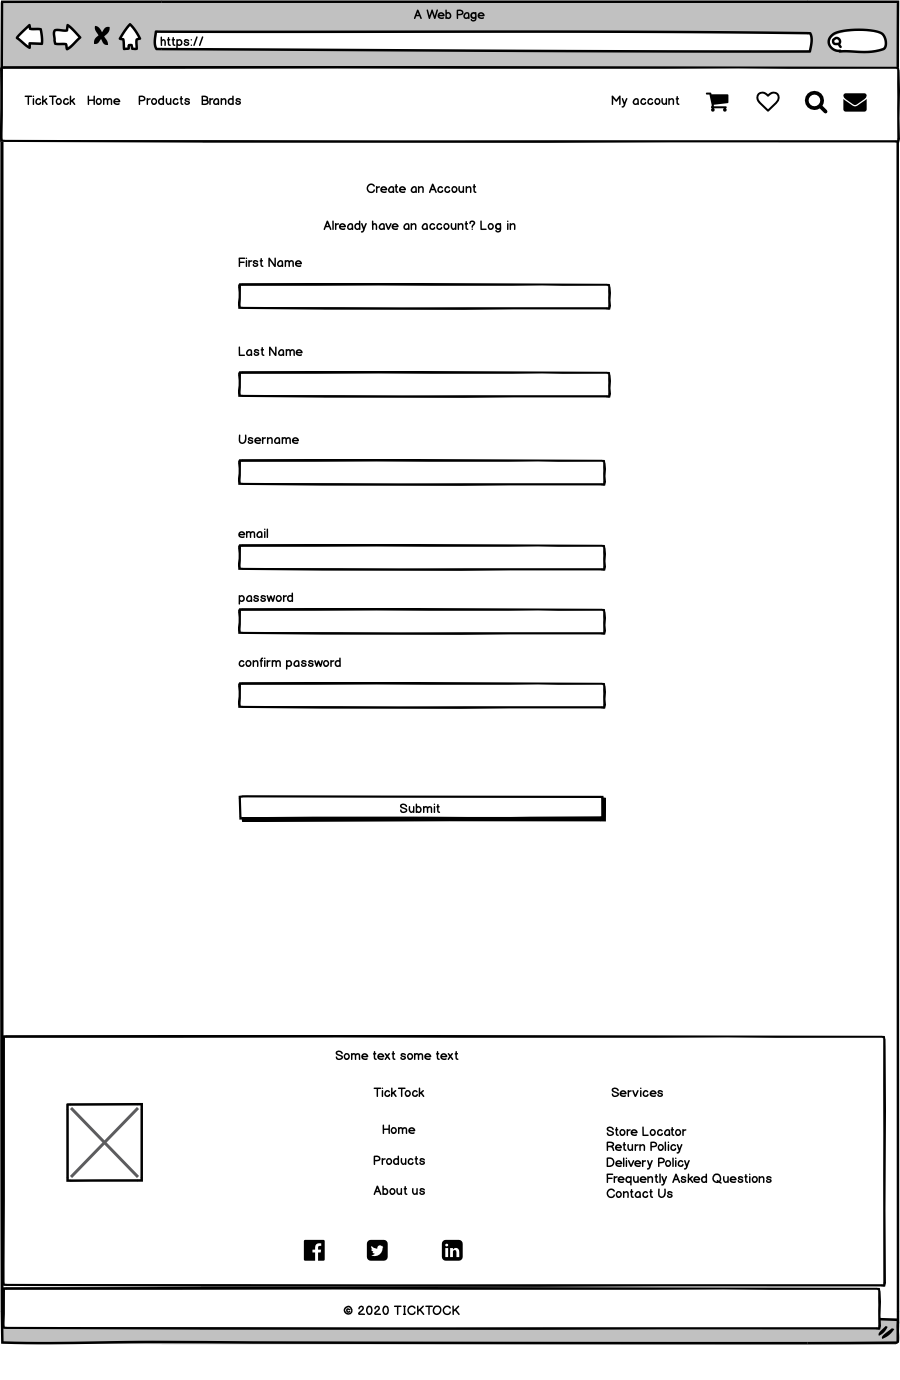 A Web Page
https://
TickTock Home Products Brands My account
Create an Account
Already have an account? Log in
First Name
Last Name
Username
email
password
confirm password
Submit
Some text some text
TickTock
Home
Products
About us
Services
Store Locator
Return Policy
Delivery Policy
Frequently Asked Questions
Contact Us
© 2020 TICKTOCK